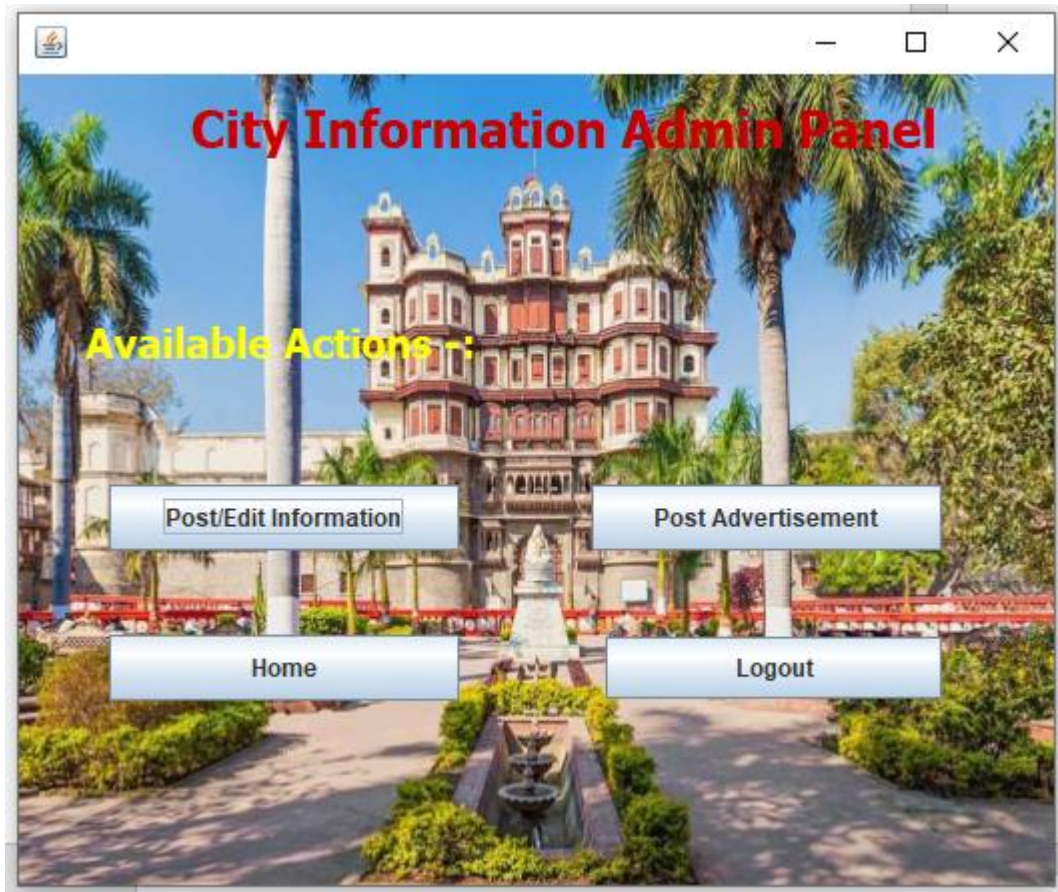 City Information Admin Panel
Available Actions -:
Post/Edit Information
Post Advertisement
Home
Logout